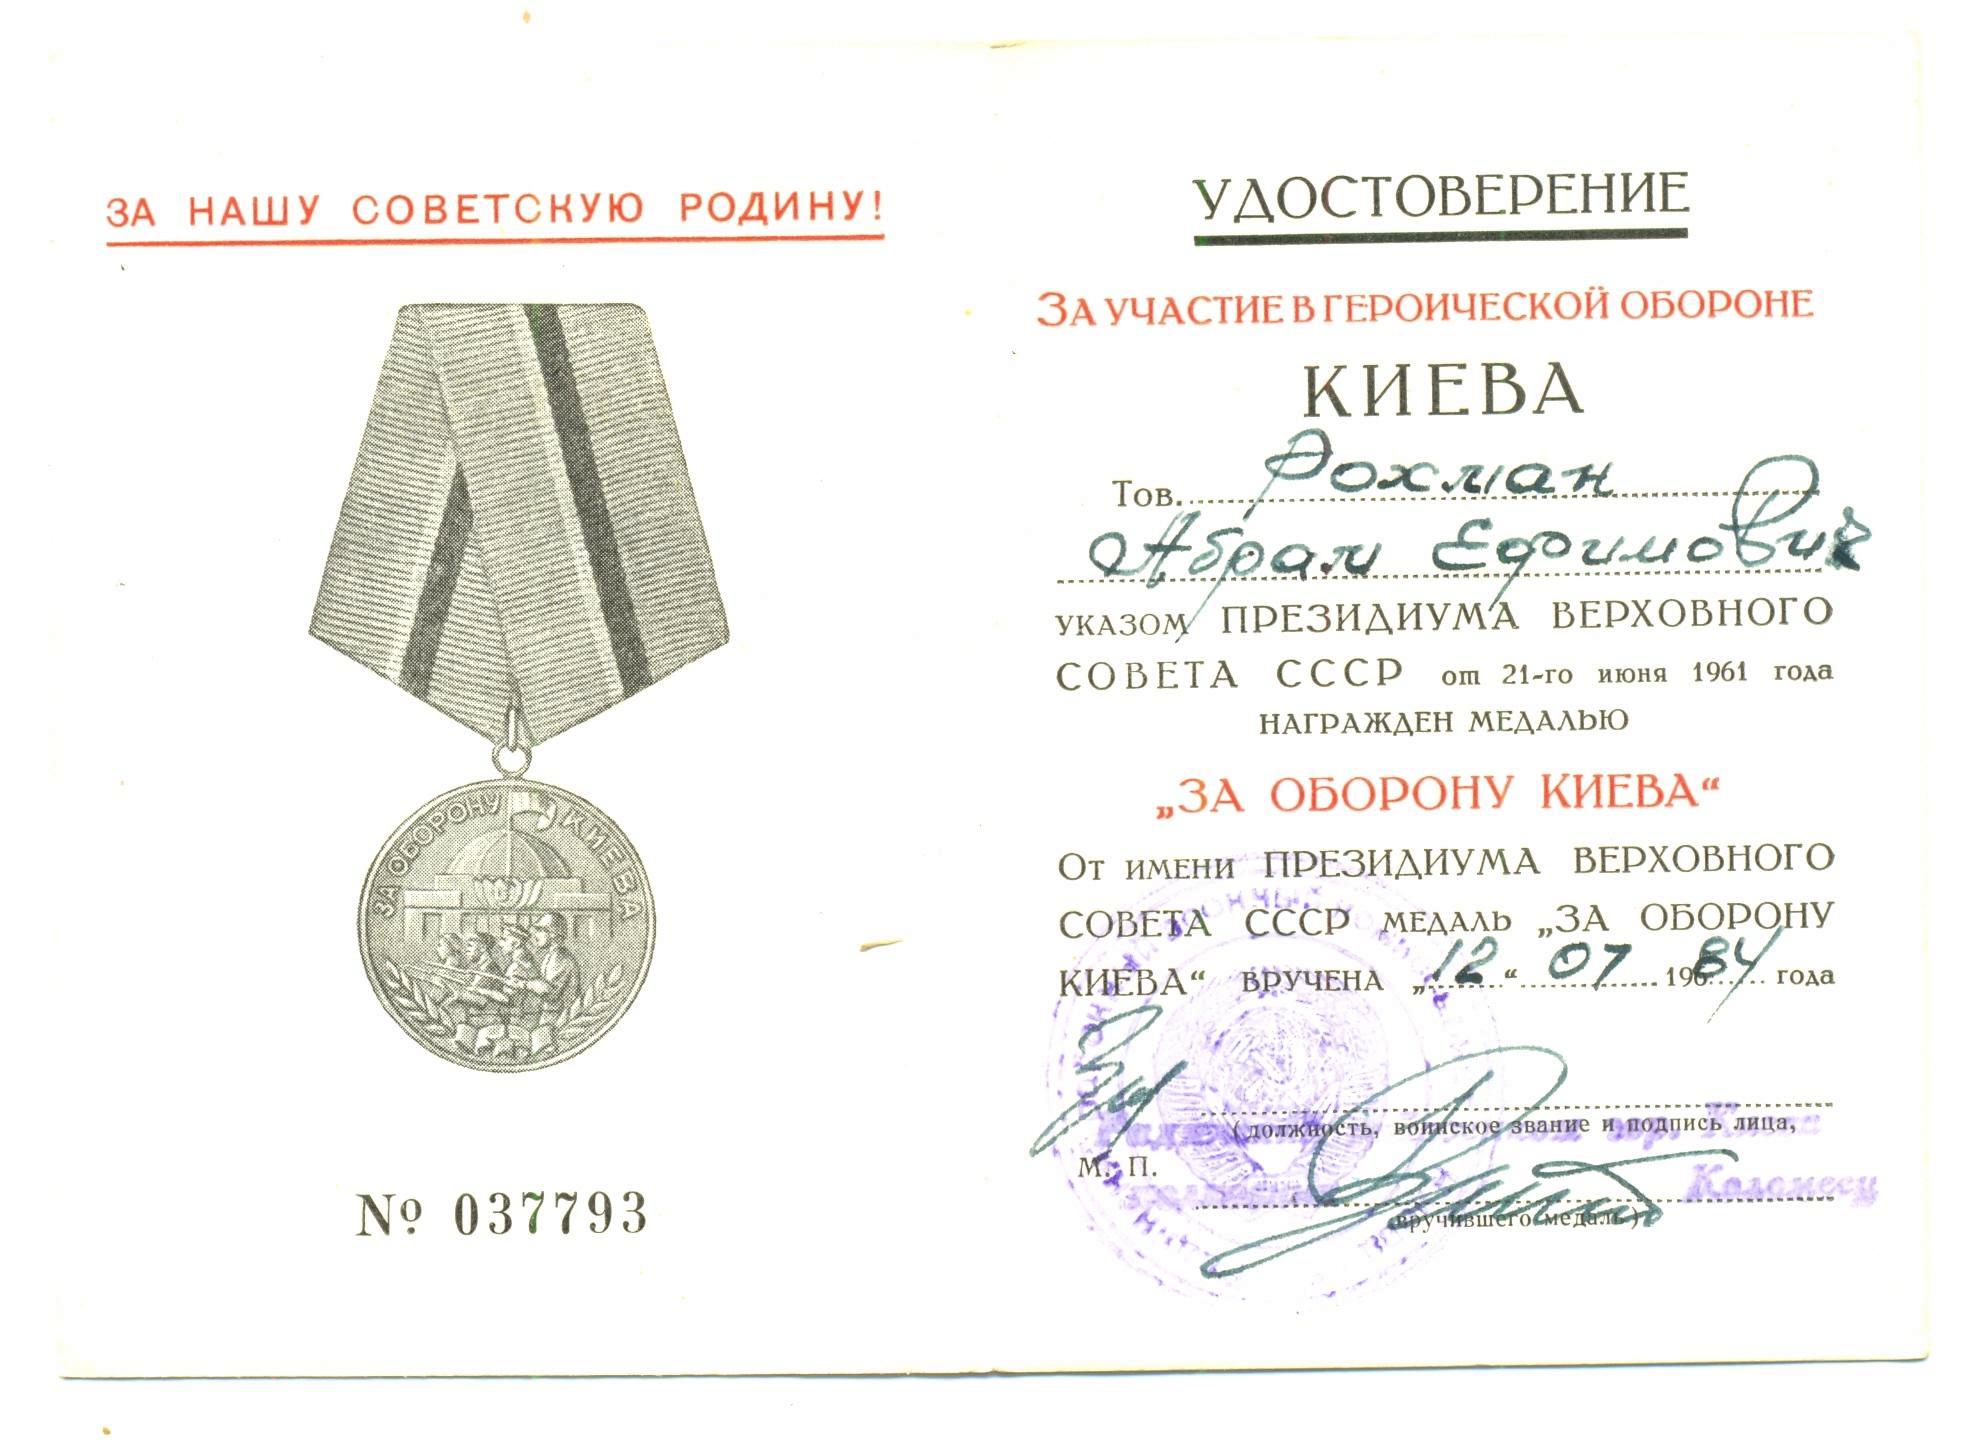 ЗА НАШУ СОВЕТСКУЮ РОДИНУ!
ЗА ОБОРОНУ КИЕВА
№ 037793
УДОСТОВЕРЕНИЕ
ЗА УЧАСТИЕ В ГЕРОИЧЕСКОЙ ОБОРОНЕ
КИЕВА
Тов. Рохман
Абрам Ефимович
УКАЗОМ ПРЕЗИДИУМА ВЕРХОВНОГО
СОВЕТА СССР от 21-го июня 1961 года
НАГРАЖДЕН МЕДАЛЬЮ
„ЗА ОБОРОНУ КИЕВА“
ОТ ИМЕНИ ПРЕЗИДИУМА ВЕРХОВНОГО
СОВЕТА СССР МЕДАЛЬ „ЗА ОБОРОНУ
КИЕВА“ ВРУЧЕНА „12“ 07 1984 года
(должность, воинское звание и подпись лица,
М. П.
Коломеец
вручившего медаль)